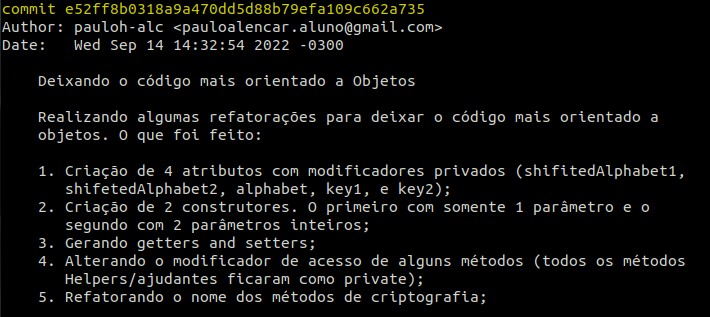 commit e52ff8b0318a9a470dd5d88b79efa109c662a735
Author: pauloh-alc <pauloalencar.aluno@gmail.com>
Date:   Wed Sep 14 14:32:54 2022 -0300
Deixando o código mais orientado a Objetos
Realizando algumas refatorações para deixar o código mais orientado a
objetos. O que foi feito:
1. Criação de 4 atributos com modificadores privados (shifitedAlphabet1,
shifetedAlphabet2, alphabet, key1, e key2);
2. Criação de 2 construtores. O primeiro com somente 1 parâmetro e o
segundo com 2 parâmetros inteiros;
3. Gerando getters and setters;
4. Alterando o modificador de acesso de alguns métodos (todos os métodos
Helpers/ajudantes ficaram como private);
5. Refatorando o nome dos métodos de criptografia;